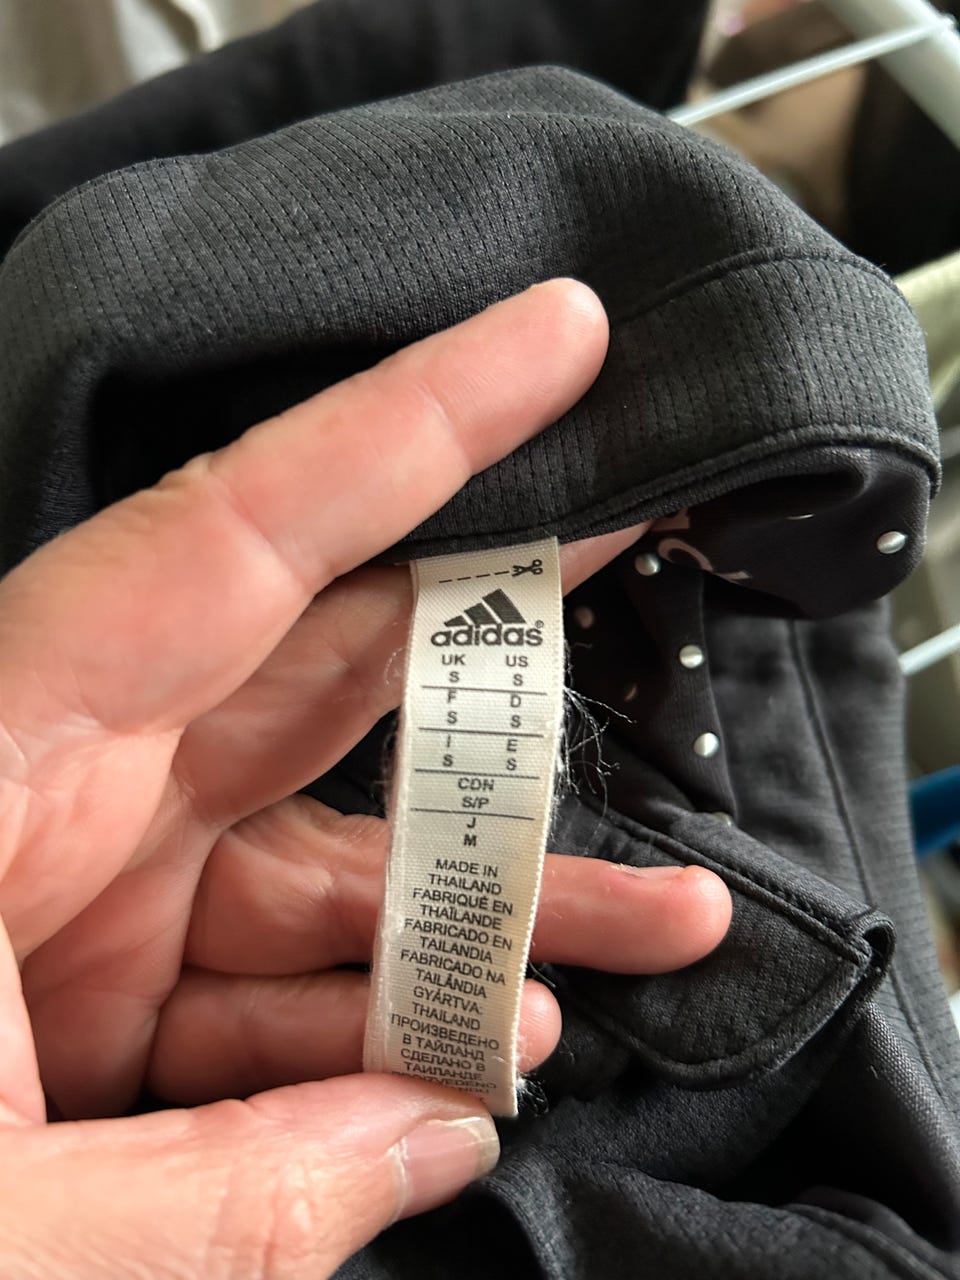 adidas®
UK US
S S
F D
S S
I E
S S
CDN
S/P
J
M
MADE IN
THAILAND
FABRIQUÉ EN
THAÏLANDE
FABRICADO EN
TAILANDIA
FABRICADO NA
TAILÂNDIA
GYÁRTVA:
THAILAND
ПРОИЗВЕДЕНО
В ТАЙЛАНД
СДЕЛАНО В
ТАИЛАНДЕ
PROIZVEDENO